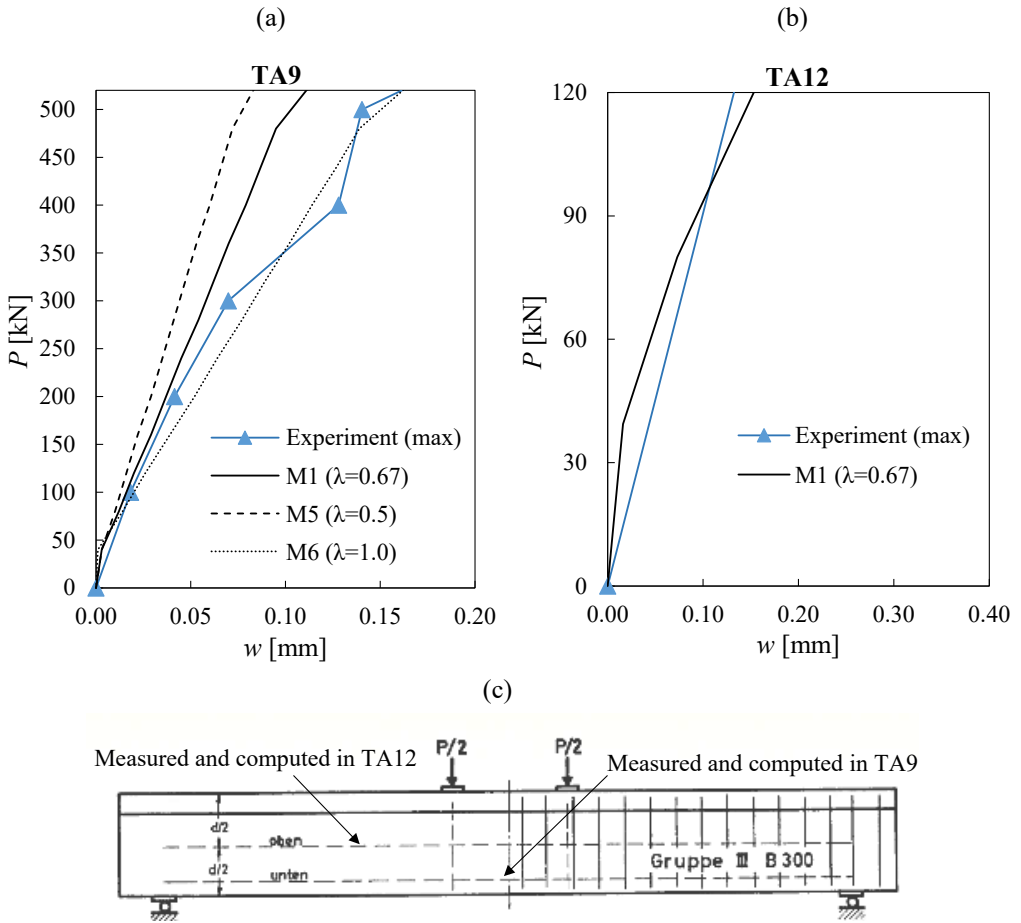 (a)
TA9
P [kN]
500
450
400
350
300
250
200
150
100
50
0
Experiment (max)
M1 (λ=0.67)
M5 (λ=0.5)
M6 (λ=1.0)
0.00 0.05 0.10 0.15 0.20
w [mm]
(b)
TA12
P [kN]
120
90
60
30
0
Experiment (max)
M1 (λ=0.67)
0.00 0.10 0.20 0.30 0.40
w [mm]
(c)
P/2 P/2
Measured and computed in TA12
Measured and computed in TA9
d/2
oben
d/2
unten
Gruppe III B 300